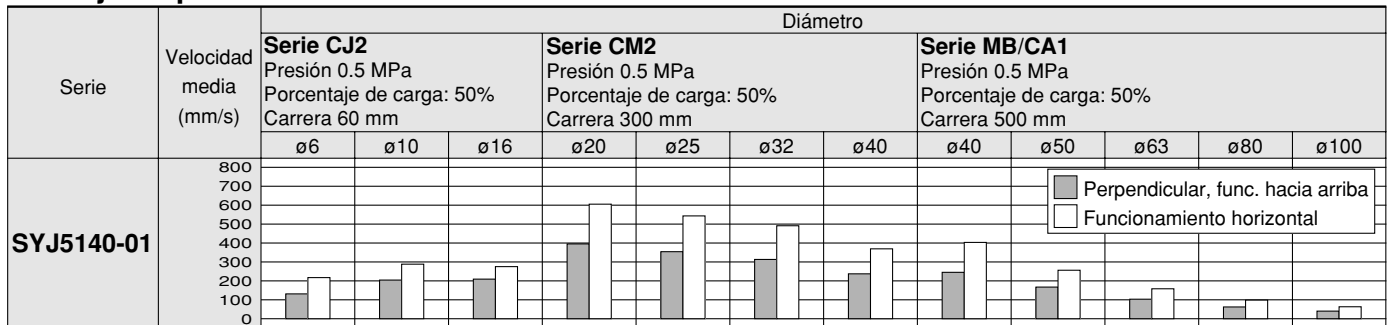 Diámetro
Serie
Velocidad
media
(mm/s)
Serie CJ2
Presión 0.5 MPa
Porcentaje de carga: 50%
Carrera 60 mm
Serie CM2
Presión 0.5 MPa
Porcentaje de carga: 50%
Carrera 300 mm
Serie MB/CA1
Presión 0.5 MPa
Porcentaje de carga: 50%
Carrera 500 mm
ø6 ø10 ø16 ø20 ø25 ø32 ø40 ø40 ø50 ø63 ø80 ø100
SYJ5140-01
800
700
600
500
400
300
200
100
0
Perpendicular, func. hacia arriba
Funcionamiento horizontal